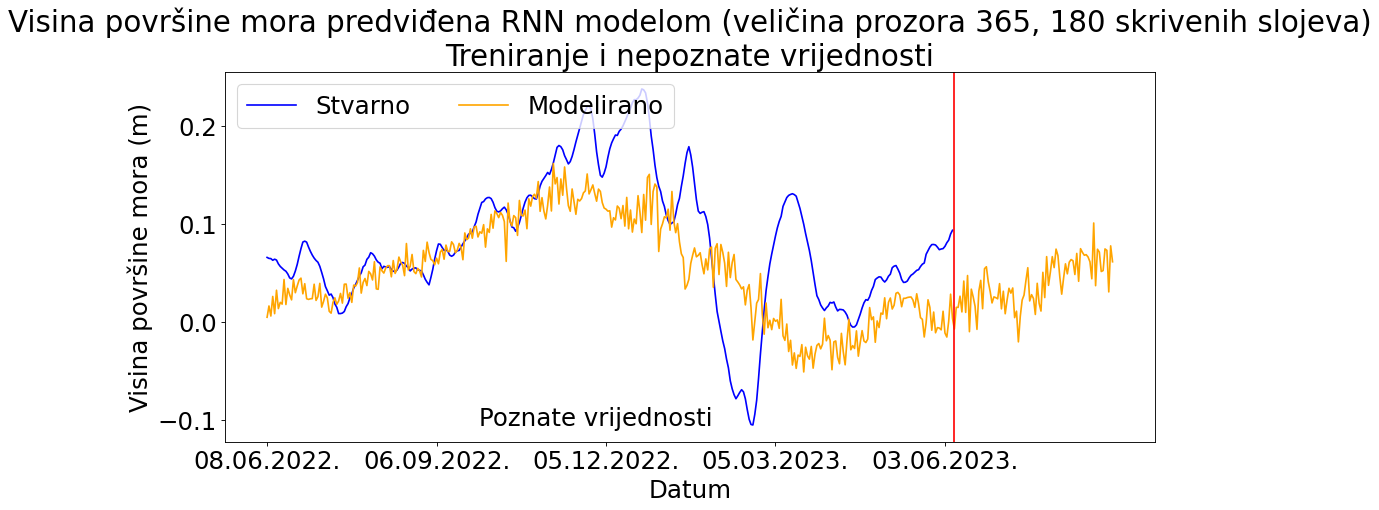 Visina površine mora predviđena RNN modelom (veličina prozora 365, 180 skrivenih slojeva)
Treniranje i nepoznate vrijednosti
Stvarno
Modelirano
Visina površine mora (m)
0.2
0.1
0.0
−0.1
Poznate vrijednosti
08.06.2022.
06.09.2022.
05.12.2022.
05.03.2023.
03.06.2023.
Datum